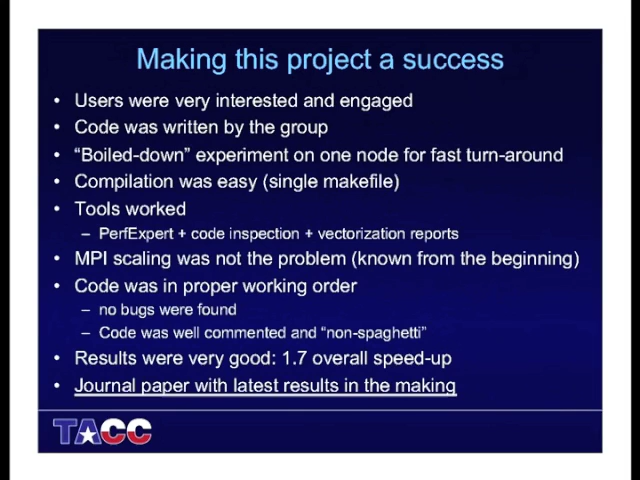 Making this project a success
• Users were very interested and engaged
• Code was written by the group
• “Boiled-down” experiment on one node for fast turn-around
• Compilation was easy (single makefile)
• Tools worked
– PerfExpert + code inspection + vectorization reports
• MPI scaling was not the problem (known from the beginning)
• Code was in proper working order
– no bugs were found
– Code was well commented and “non-spaghetti”
• Results were very good: 1.7 overall speed-up
• Journal paper with latest results in the making
TACC